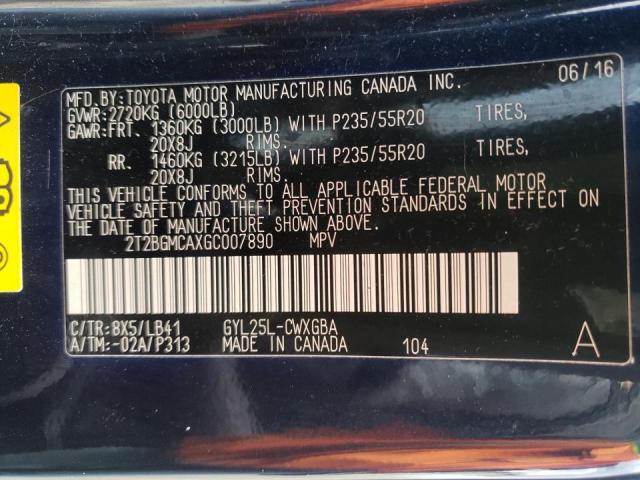 MFD.BY:TOYOTA MOTOR MANUFACTURING CANADA INC. 06/16
GVWR:2720KG (6000LB)
GAWR:FRT. 1360KG (3000LB) WITH P235/55R20 TIRES,
20X8J RIMS.
RR. 1460KG (3215LB) WITH P235/55R20 TIRES,
20X8J RIMS.
THIS VEHICLE CONFORMS TO ALL APPLICABLE FEDERAL MOTOR
VEHICLE SAFETY AND THEFT PREVENTION STANDARDS IN EFFECT ON
THE DATE OF MANUFACTURE SHOWN ABOVE.
2T2BGMCAXGC007890 MPV
C/TR:8X5/LB41 GYL25L-CWXGBA
A/TM:-02A/P313 MADE IN CANADA 104 A